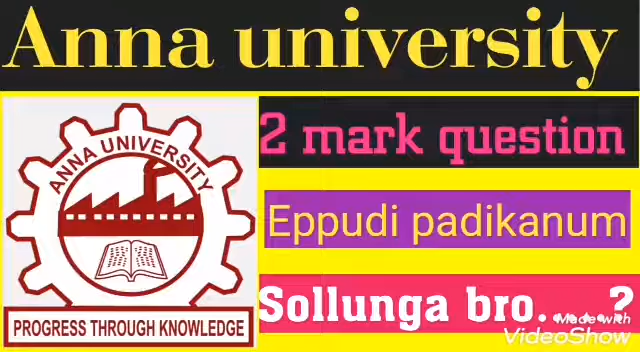 Anna university
ANNA UNIVERSITY
PROGRESS THROUGH KNOWLEDGE
2 mark question
Eppudi padikanum
Sollunga bro.....?
Made with
VideoShow